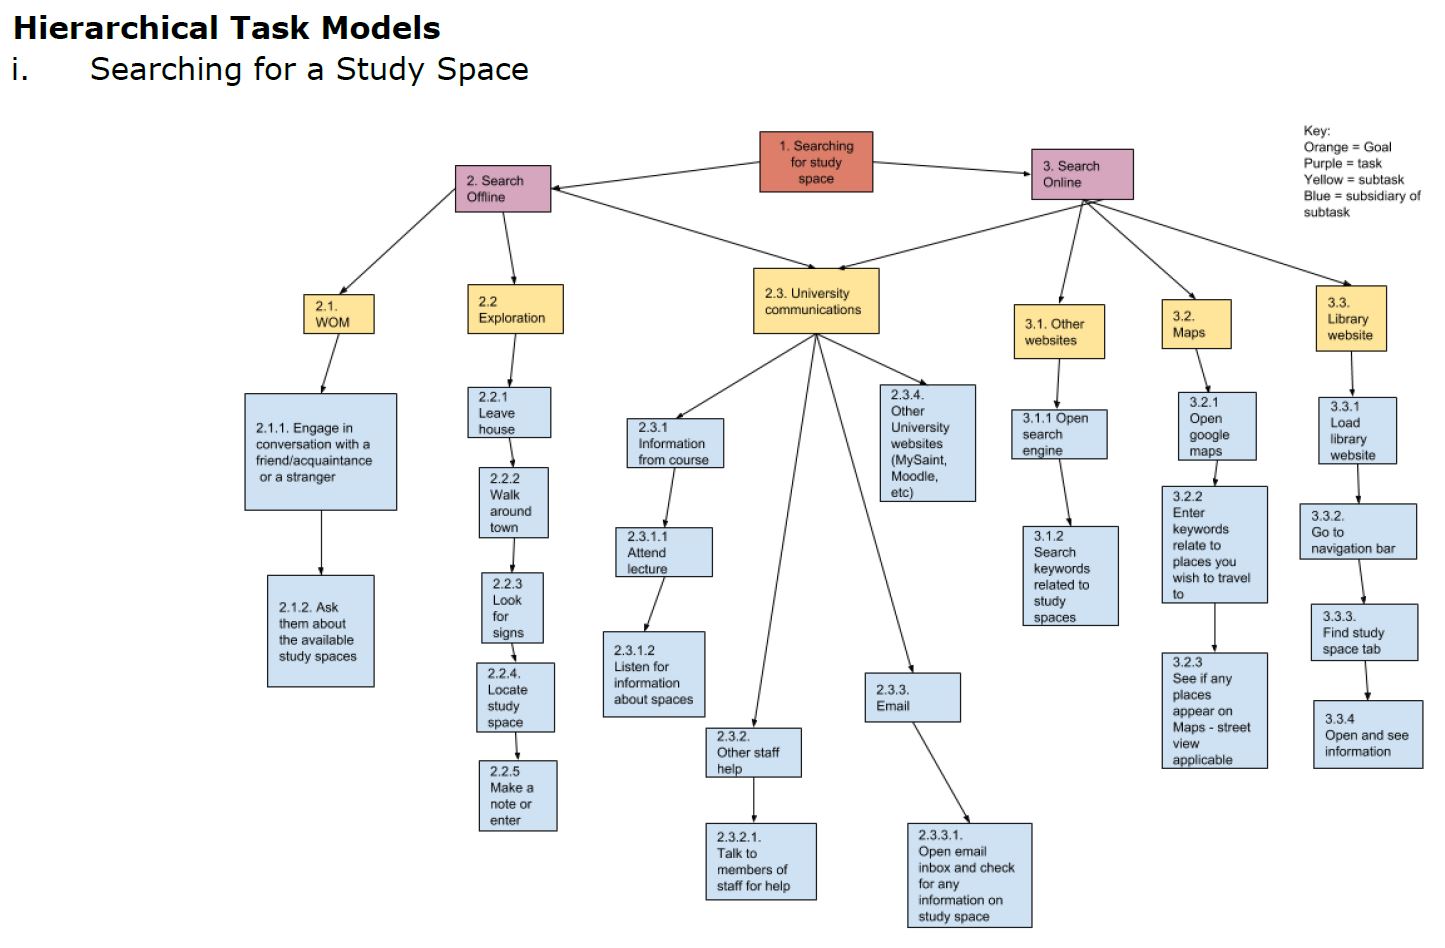 Hierarchical Task Models
i. Searching for a Study Space
Key:
Orange = Goal
Purple = task
Yellow = subtask
Blue = subsidiary of
subtask
1. Searching
for study
space
2. Search
Offline
3. Search
Online
2.1.
WOM
2.2
Exploration
2.3. University
communications
3.1. Other
websites
3.2.
Maps
3.3.
Library
website
2.1.1. Engage in
conversation with a
friend/acquaintance
or a stranger
2.1.2. Ask
them about
the available
study spaces
2.2.1
Leave
house
2.2.2
Walk
around
town
2.2.3
Look
for
signs
2.2.4.
Locate
study
space
2.2.5
Make a
note or
enter
2.3.1
Information
from course
2.3.1.1
Attend
lecture
2.3.1.2
Listen for
information
about spaces
2.3.2.
Other staff
help
2.3.2.1.
Talk to
members of
staff for help
2.3.3.
Email
2.3.3.1.
Open email
inbox and check
for any
information on
study space
2.3.4.
Other
University
websites
(MySaint,
Moodle,
etc)
3.1.1 Open
search
engine
3.1.2
Search
keywords
related to
study
spaces
3.2.1
Open
google
maps
3.2.2
Enter
keywords
relate to
places you
wish to travel
to
3.2.3
See if any
places
appear on
Maps - street
view
applicable
3.3.1
Load
library
website
3.3.2.
Go to
navigation bar
3.3.3.
Find study
space tab
3.3.4
Open and see
information